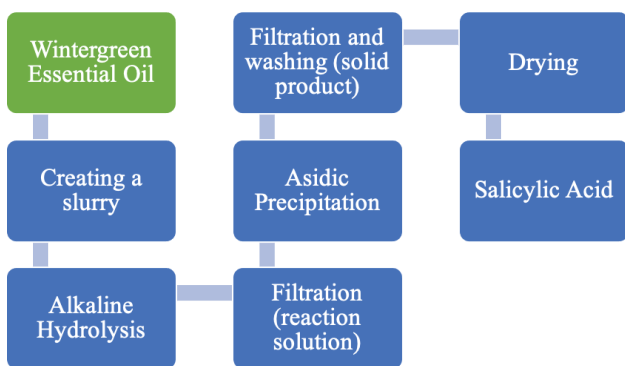 Wintergreen
Essential Oil
Creating a
slurry
Alkaline
Hydrolysis
Filtration
(reaction
solution)
Asidic
Precipitation
Filtration and
washing (solid
product)
Drying
Salicylic Acid